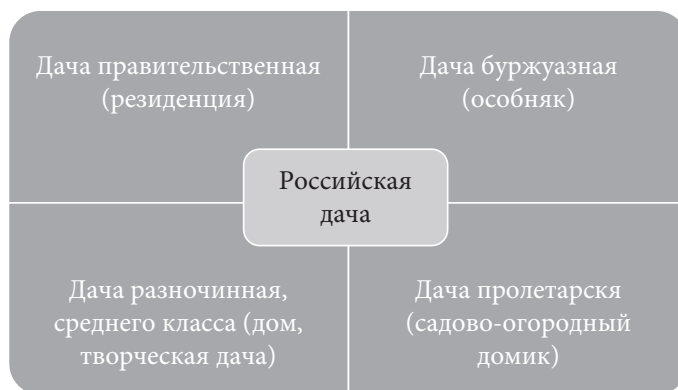 Дача правительственная
(резиденция)
Дача буржуазная
(особняк)
Российская
дача
Дача разночинная,
среднего класса (дом,
творческая дача)
Дача пролетарскя
(садово-огородный
домик)